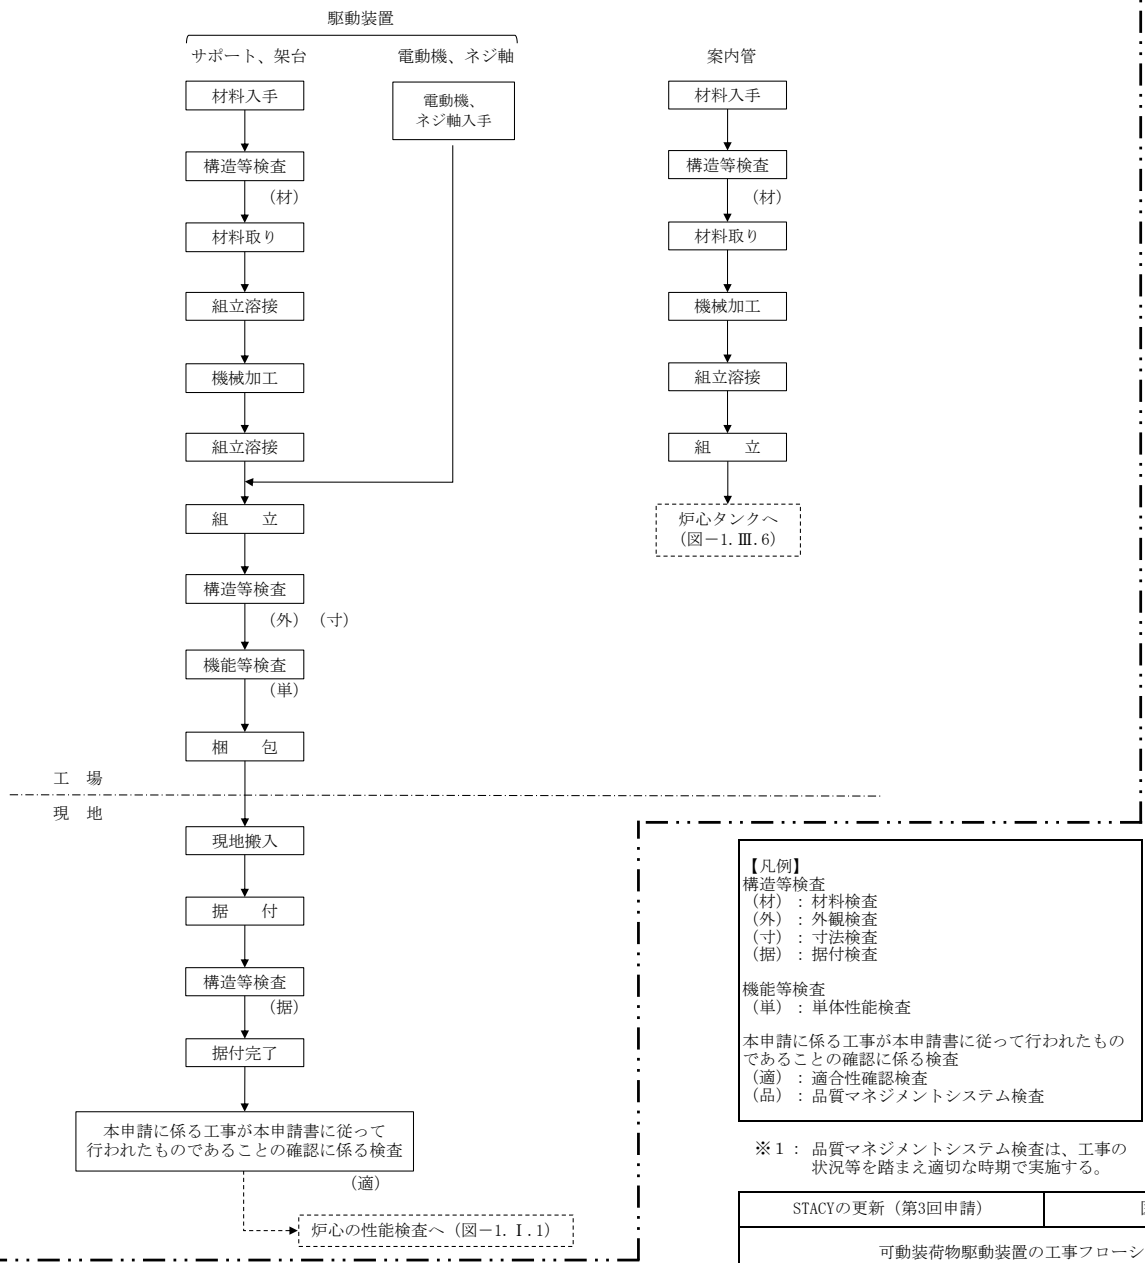 駆動装置
サポート、架台
電動機、ネジ軸
案内管
材料入手
電動機、
ネジ軸入手
材料入手
構造等検査
(材)
構造等検査
(材)
材料取り
材料取り
組立溶接
機械加工
機械加工
組立溶接
組立溶接
組　立
組　立
炉心タンクへ
(図－1.Ⅲ.6)
構造等検査
(外) (寸)
機能等検査
(単)
梱　包
工　場
現　地
現地搬入
据　付
構造等検査
(据)
据付完了
本申請に係る工事が本申請書に従って
行われたものであることの確認に係る検査
(適)
炉心の性能検査へ（図－1.Ⅰ.1）
【凡例】
構造等検査
(材)：材料検査
(外)：外観検査
(寸)：寸法検査
(据)：据付検査
機能等検査
(単)：単体性能検査
本申請に係る工事が本申請書に従って行われたもの
であることの確認に係る検査
(適)：適合性確認検査
(品)：品質マネジメントシステム検査
※1： 品質マネジメントシステム検査は、工事の
状況等を踏まえ適切な時期で実施する。
STACYの更新（第3回申請）
可動装荷物駆動装置の工事フローシ